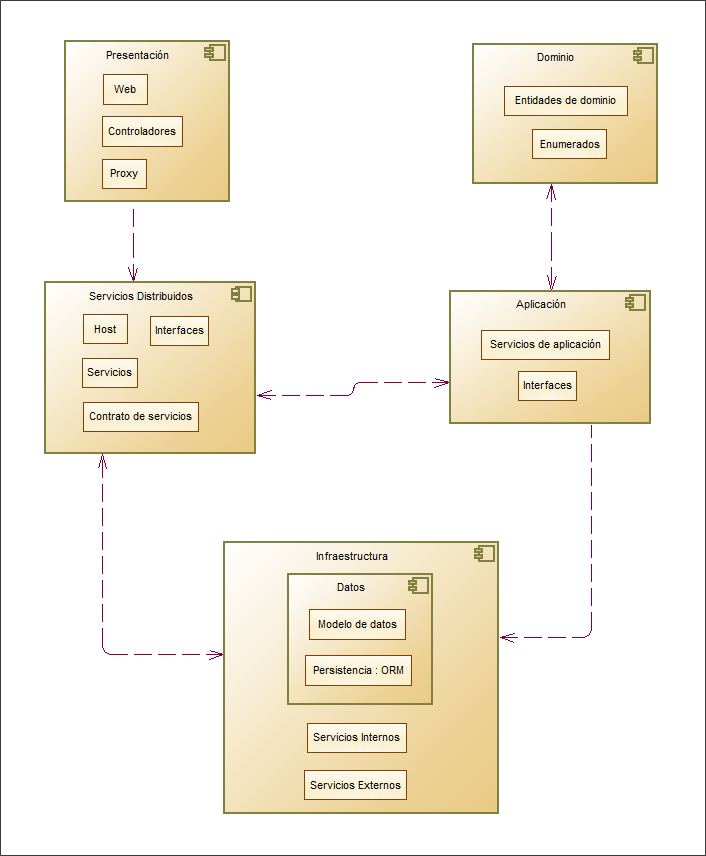 Presentación
Web
Controladores
Proxy
Dominio
Entidades de dominio
Enumerados
Servicios Distribuidos
Host
Interfaces
Servicios
Contrato de servicios
Aplicación
Servicios de aplicación
Interfaces
Infraestructura
Datos
Modelo de datos
Persistencia : ORM
Servicios Internos
Servicios Externos